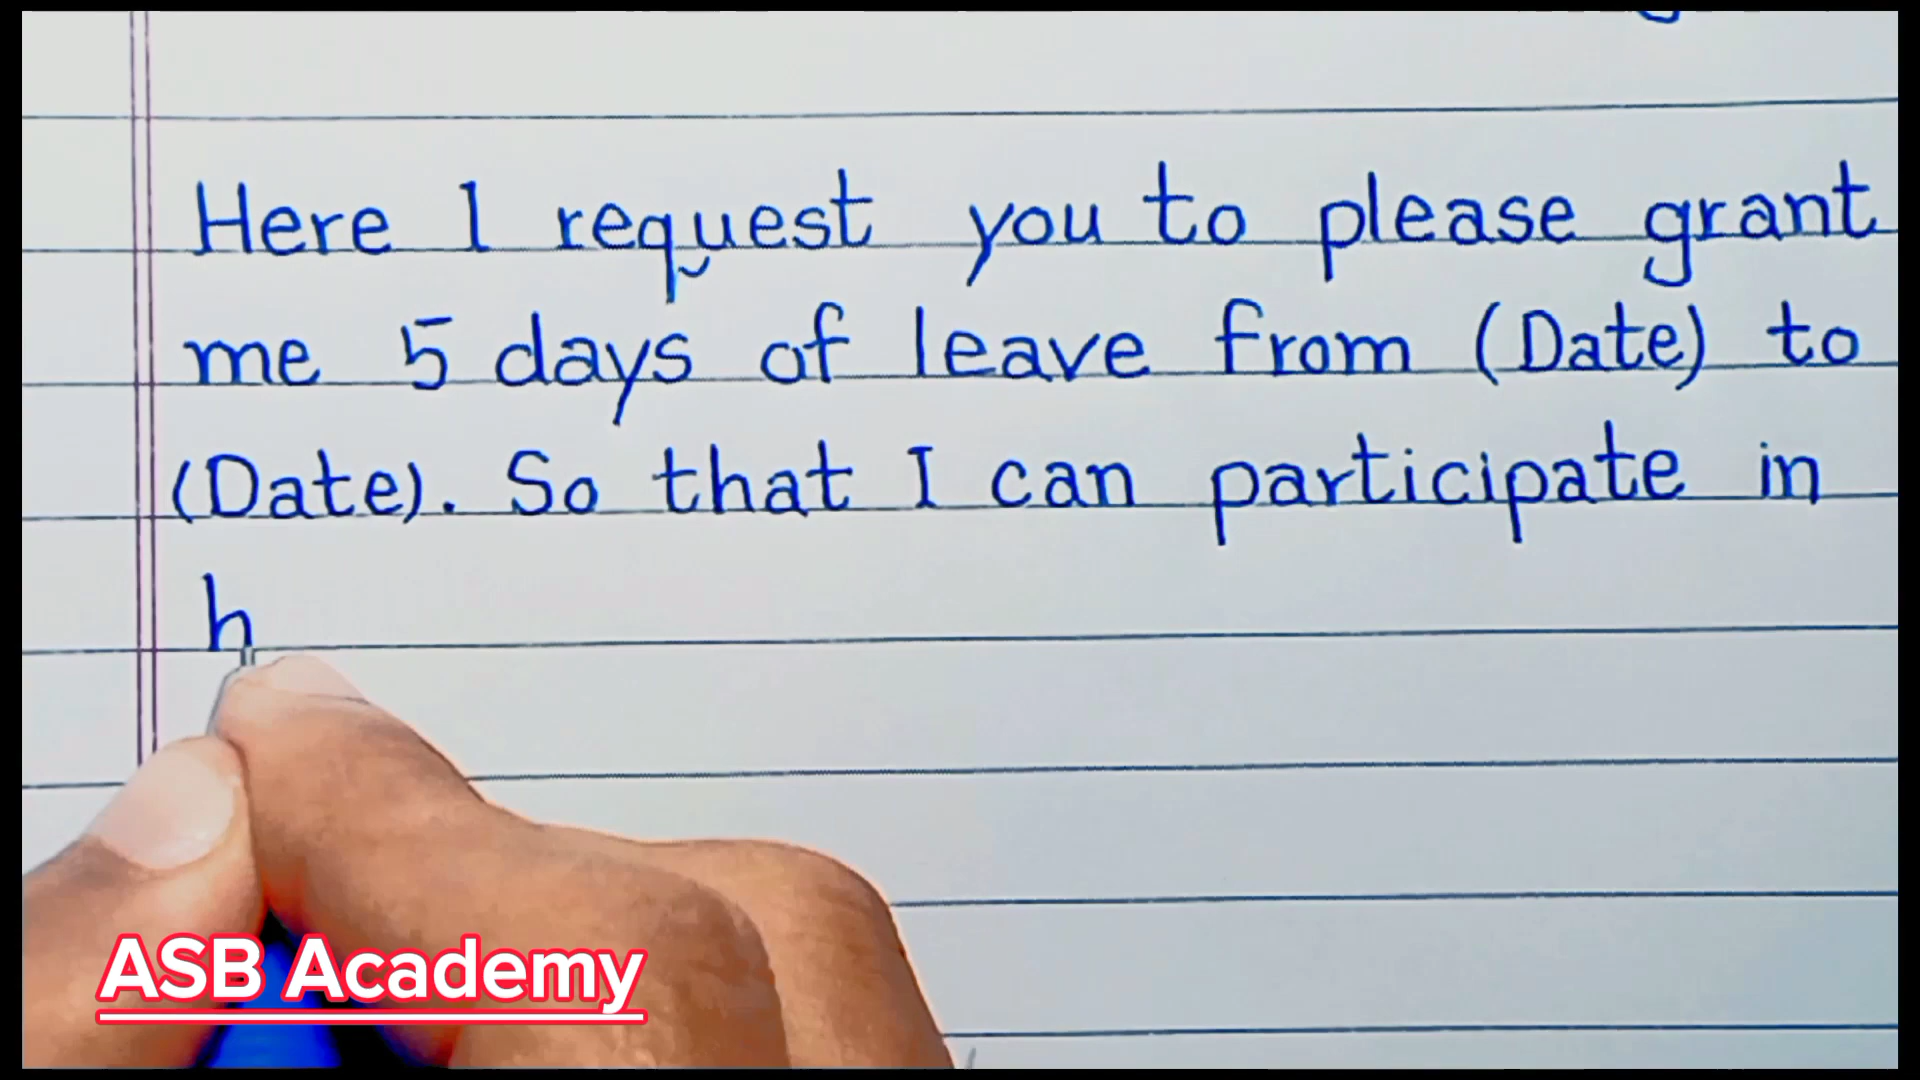 Here I request you to please grant
me 5 days of leave from (Date) to
(Date). So that I can participate in
h
ASB Academy